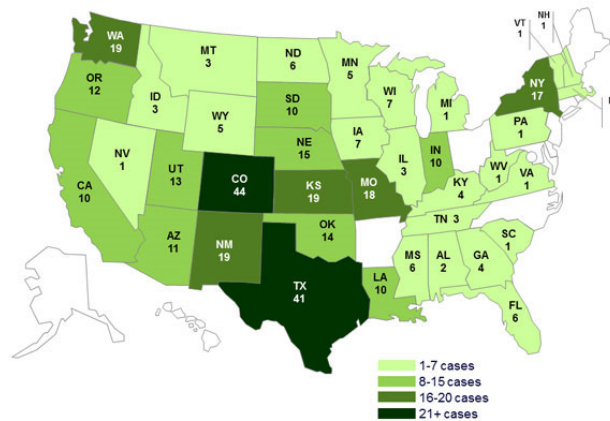 NH
1
VT
1
WA
19
MT
3
ND
6
MN
5
OR
12
ID
3
WY
5
SD
10
WI
7
MI
1
NY
17
NV
1
UT
13
CO
44
NE
15
IA
7
IL
3
IN
10
PA
1
WV
1
VA
1
CA
10
AZ
11
NM
19
KS
19
MO
18
KY
4
TN 3
OK
14
TX
41
LA
10
MS
6
AL
2
GA
4
SC
1
FL
6
1-7 cases
8-15 cases
16-20 cases
21+ cases